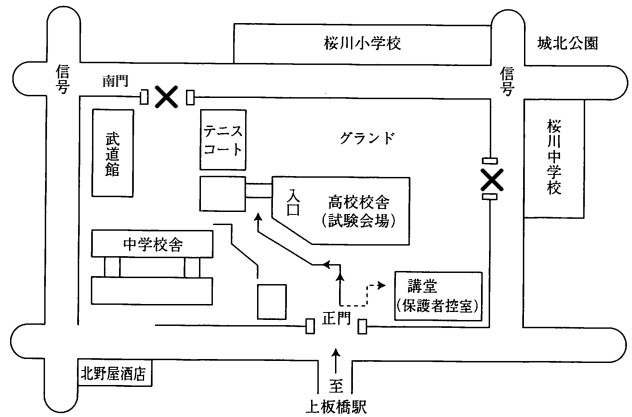 桜川小学校
城北公園
信号
信号
南門
武道館
テニス
コート
グランド
桜川中学校
入口
高校校舎
(試験会場)
中学校舎
講堂
(保護者控室)
正門
北野屋酒店
至
上板橋駅